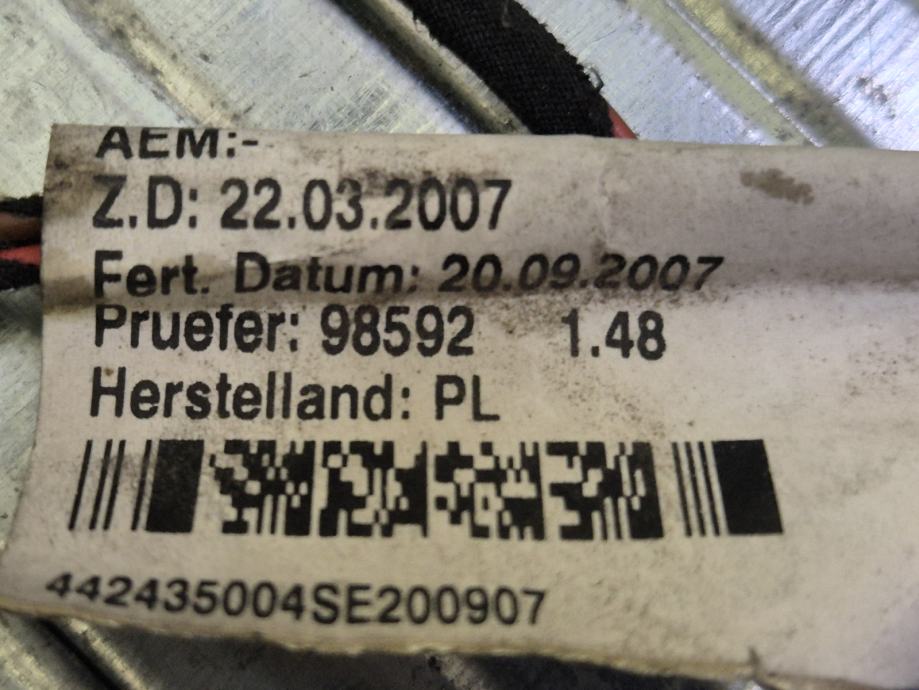 AEM:-
Z.D: 22.03.2007
Fert. Datum: 20.09.2007
Pruefer: 98592 1.48
Herstelland: PL
442435004SE200907